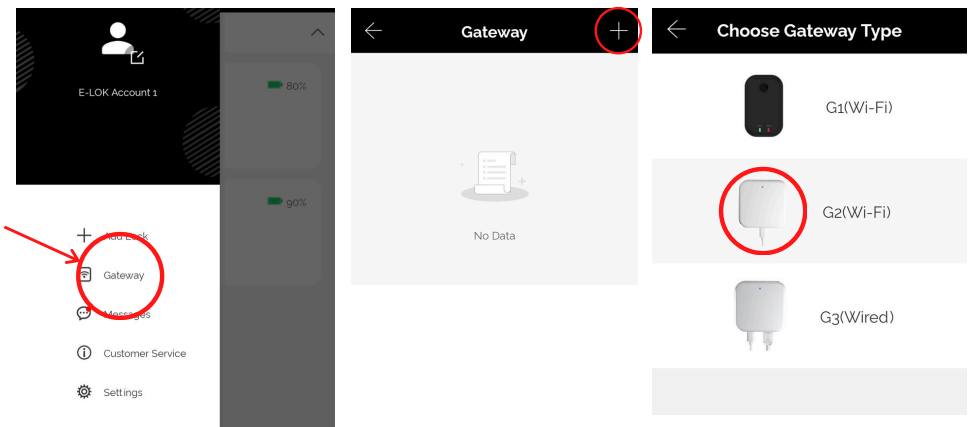 E-LOK Account 1
80%
90%
Add Lock
Gateway
Messages
Customer Service
Settings
Gateway
No Data
Choose Gateway Type
G1(Wi-Fi)
G2(Wi-Fi)
G3(Wired)